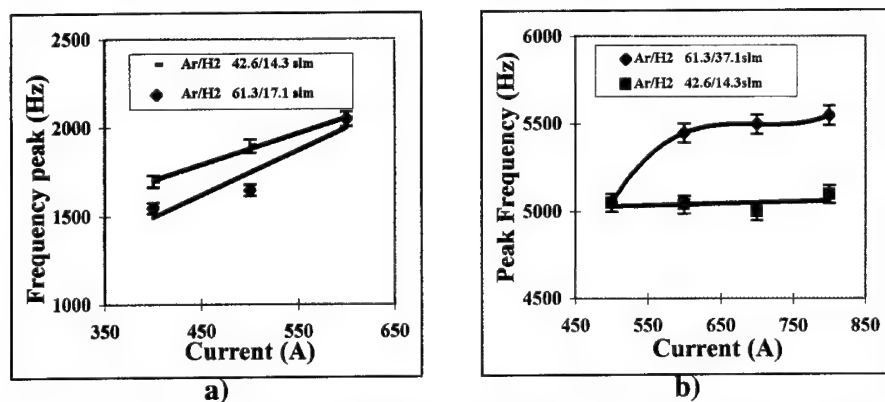 2500
2000
1500
1000
Frequency peak (Hz)
Ar/H2 42.6/14.3 slm
Ar/H2 61.3/17.1 slm
350 450 550 650
Current (A)
a)
6000
5500
5000
4500
Peak Frequency (Hz)
Ar/H2 61.3/37.1slm
Ar/H2 42.6/14.3slm
450 550 650 750 850
Current (A)
b)